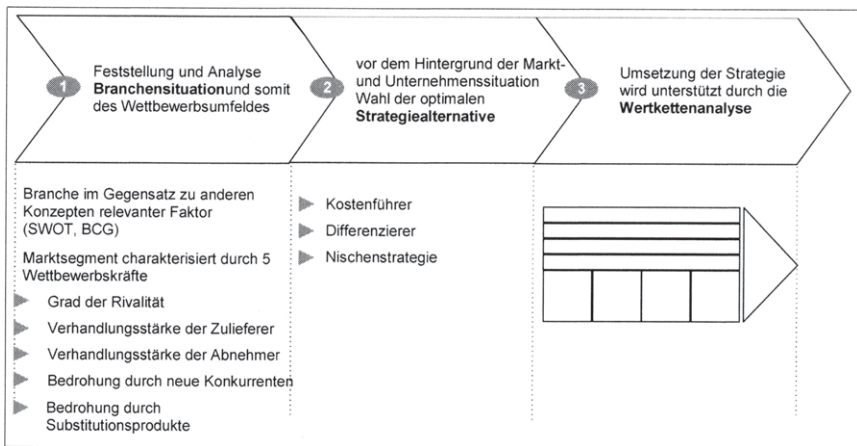 1
Feststellung und Analyse
Branchensituationund somit
des Wettbewerbsumfeldes
2
vor dem Hintergrund der Markt-
und Unternehmenssituation
Wahl der optimalen
Strategiealternative
3
Umsetzung der Strategie
wird unterstützt durch die
Wertkettenanalyse
Branche im Gegensatz zu anderen
Konzepten relevanter Faktor
(SWOT, BCG)
Marktsegment charakterisiert durch 5
Wettbewerbskräfte
Grad der Rivalität
Verhandlungsstärke der Zulieferer
Verhandlungsstärke der Abnehmer
Bedrohung durch neue Konkurrenten
Bedrohung durch
Substitutionsprodukte
Kostenführer
Differenzierer
Nischenstrategie